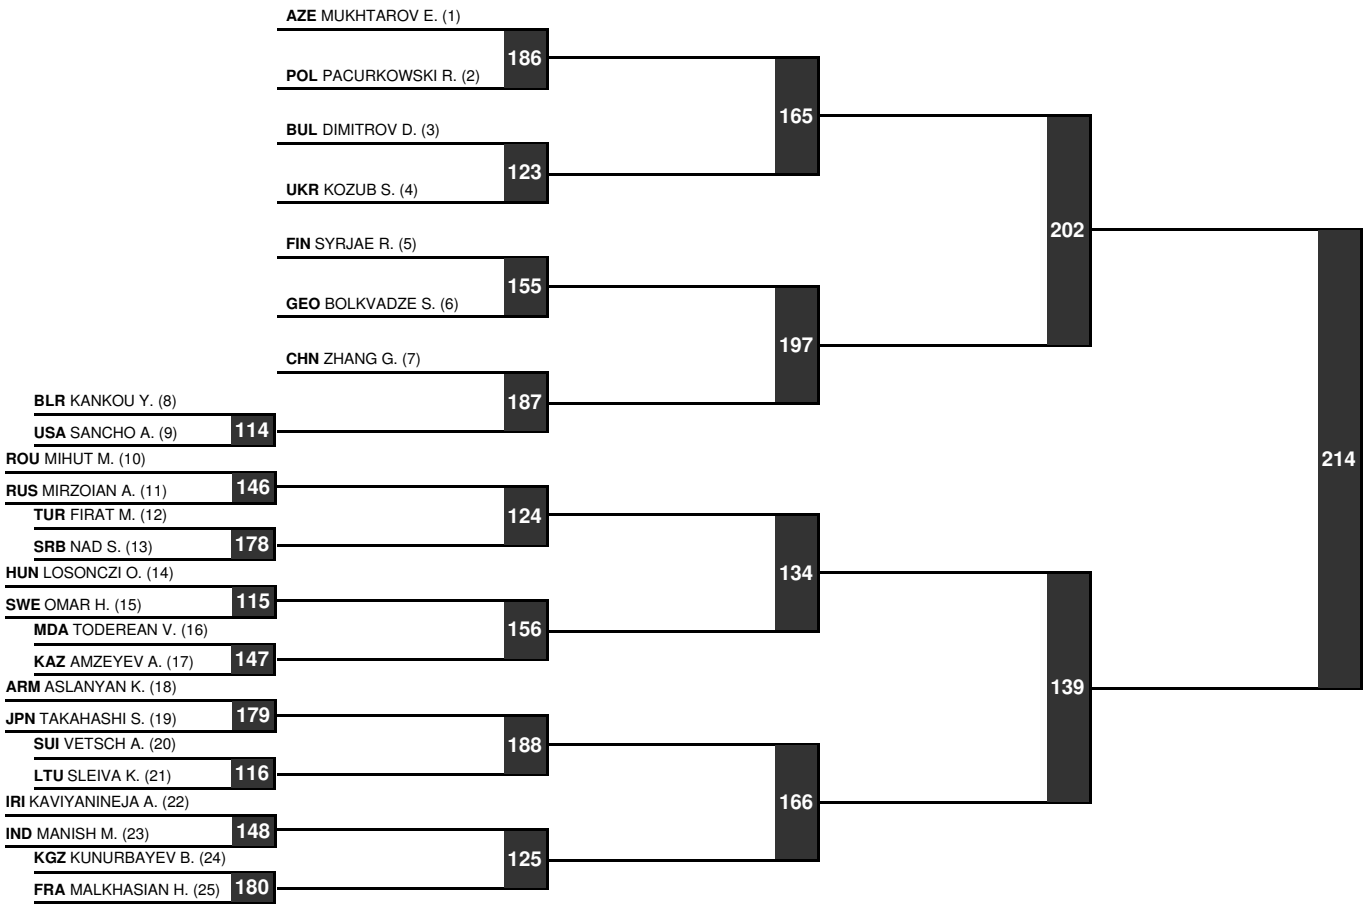 AZE MUKHTAROV E. (1)
186
POL PACURKOWSKI R. (2)
165
BUL DIMITROV D. (3)
123
UKR KOZUB S. (4)
202
FIN SYRJAE R. (5)
155
GEO BOLKVADZE S. (6)
197
CHN ZHANG G. (7)
187
BLR KANKOU Y. (8)
114
USA SANCHO A. (9)
214
ROU MIHUT M. (10)
146
RUS MIRZOIAN A. (11)
124
TUR FIRAT M. (12)
178
SRB NAD S. (13)
134
HUN LOSONCZI O. (14)
115
SWE OMAR H. (15)
156
MDA TODEREAN V. (16)
147
KAZ AMZEYEV A. (17)
139
ARM ASLANYAN K. (18)
179
JPN TAKAHASHI S. (19)
188
SUI VETSCH A. (20)
116
LTU SLEIVA K. (21)
166
IRI KAVIYANINEJA A. (22)
148
IND MANISH M. (23)
125
KGZ KUNURBAYEV B. (24)
180
FRA MALKHASIAN H. (25)